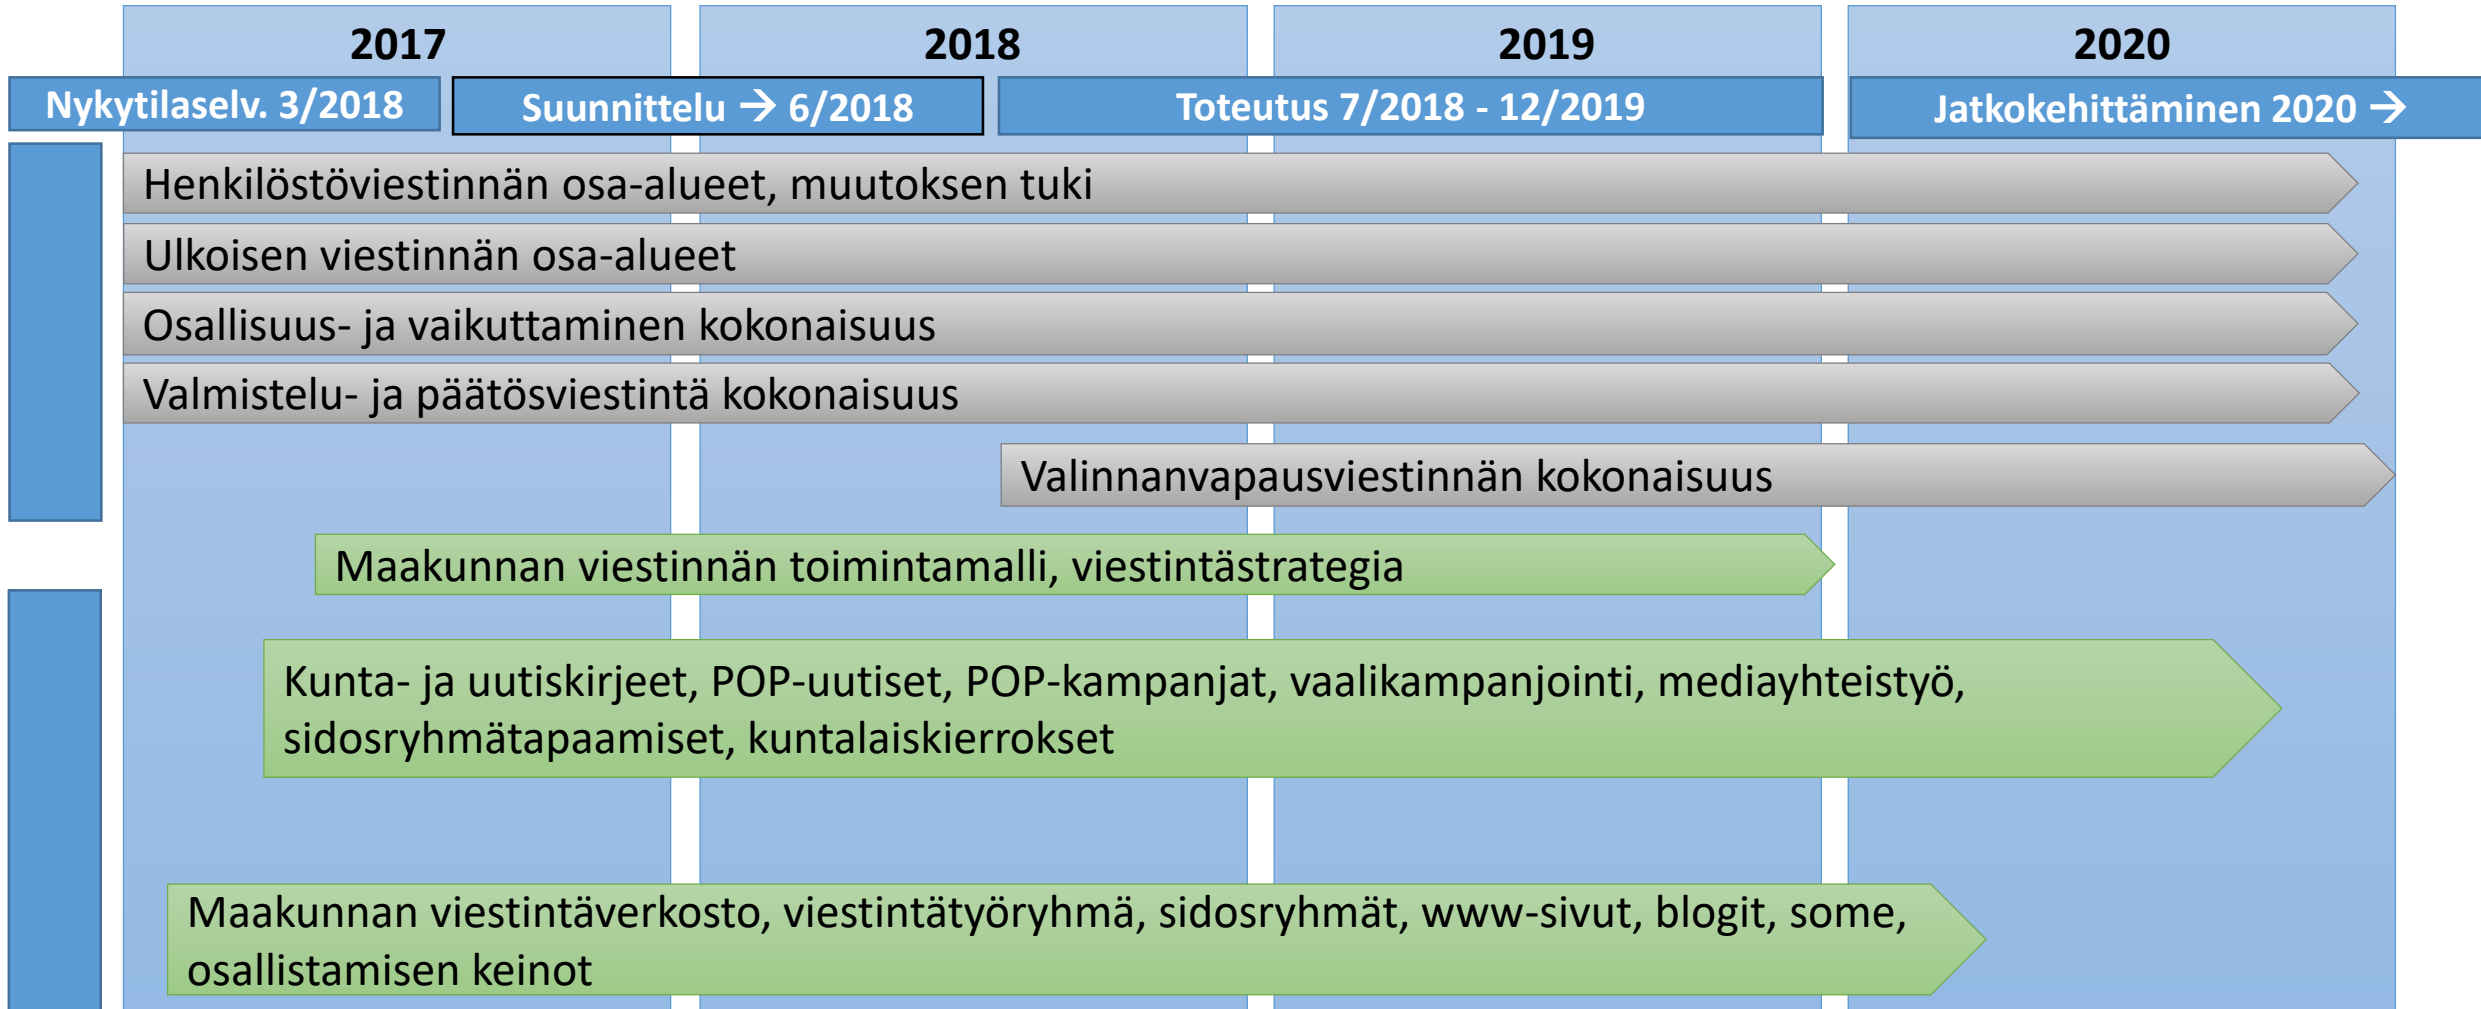 2017
2018
2019
2020
Nykytilaselv. 3/2018
Suunnittelu → 6/2018
Toteutus 7/2018 - 12/2019
Jatkokehittäminen 2020 →
Henkilöstöviestinnän osa-alueet, muutoksen tuki
Ulkoisen viestinnän osa-alueet
Osallisuus- ja vaikuttaminen kokonaisuus
Valmistelu- ja päätösviestintä kokonaisuus
Valinnanvapausviestinnän kokonaisuus
Maakunnan viestinnän toimintamalli, viestintästrategia
Kunta- ja uutiskirjeet, POP-uutiset, POP-kampanjat, vaalikampanjointi, mediayhteistyö,
sidosryhmätapaamiset, kuntalaiskierrokset
Maakunnan viestintäverkosto, viestintätyöryhmä, sidosryhmät, www-sivut, blogit, some,
osallistamisen keinot